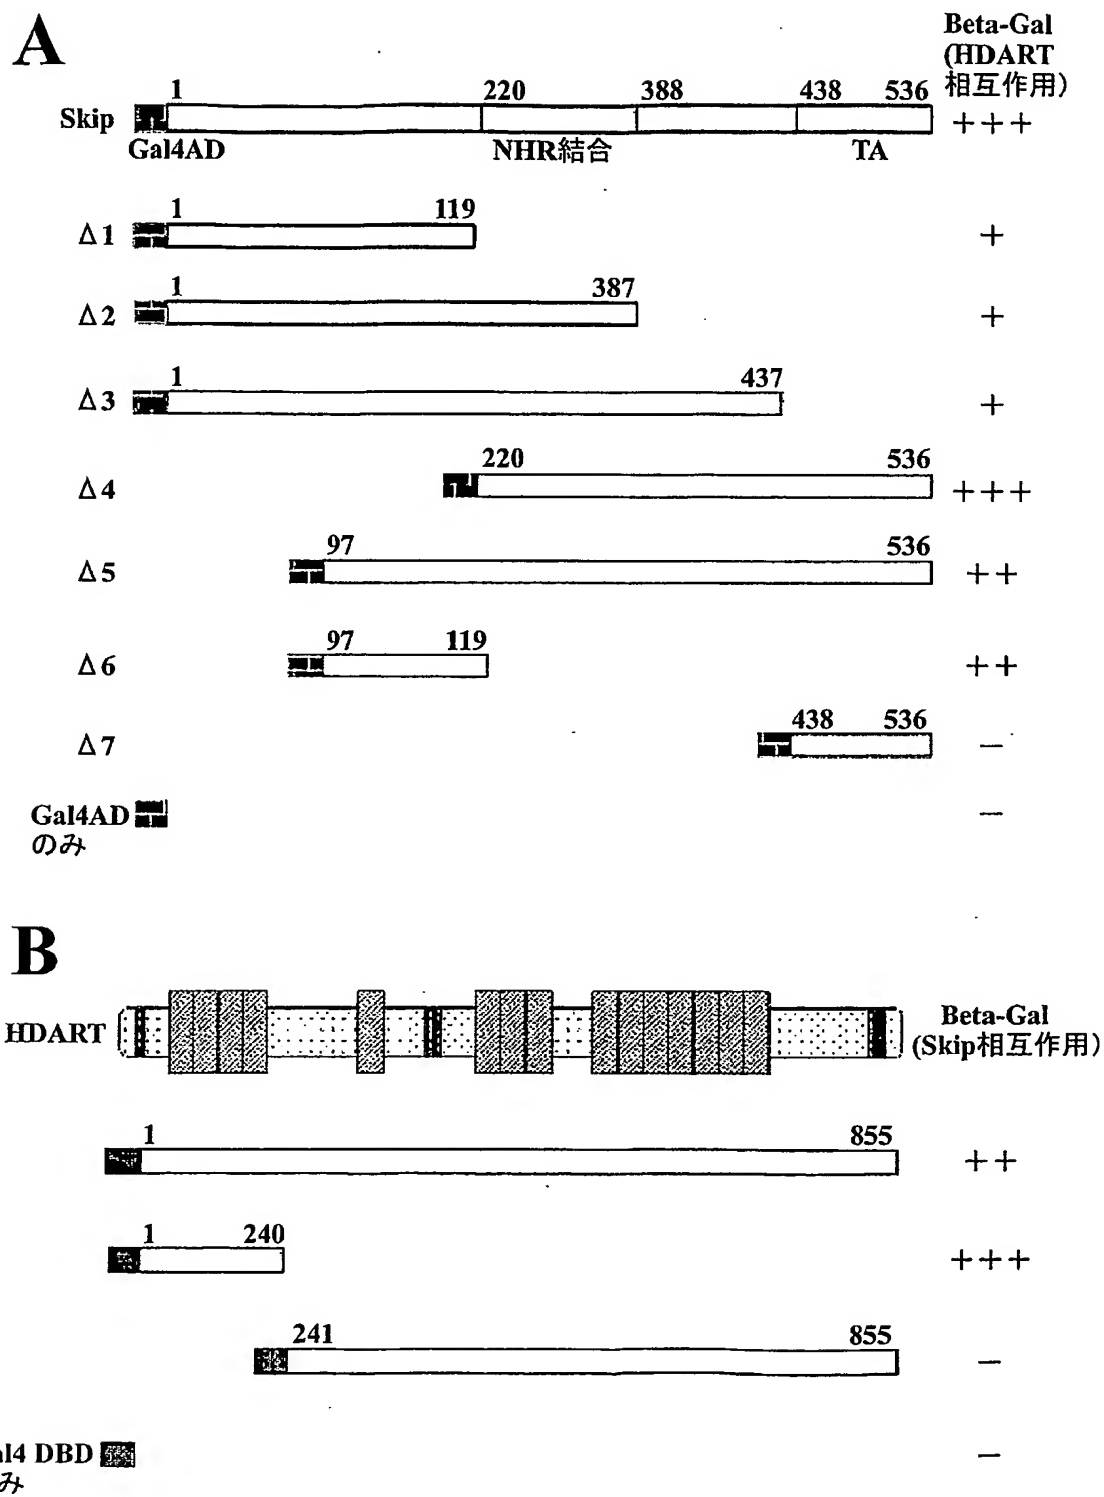 A
Beta-Gal
(HDART
相互作用)
1 220 388 438 536
Skip +++
Gal4AD NHR結合 TA
1 119
Δ1 +
1 387
Δ2 +
1 437
Δ3 +
220 536
Δ4 +++
97 536
Δ5 ++
97 119
Δ6 ++
438 536
Δ7 −
Gal4AD −
のみ
B
HDART Beta-Gal
(Skip相互作用)
1 855
++
1 240
+++
241 855
−
al4 DBD −
み